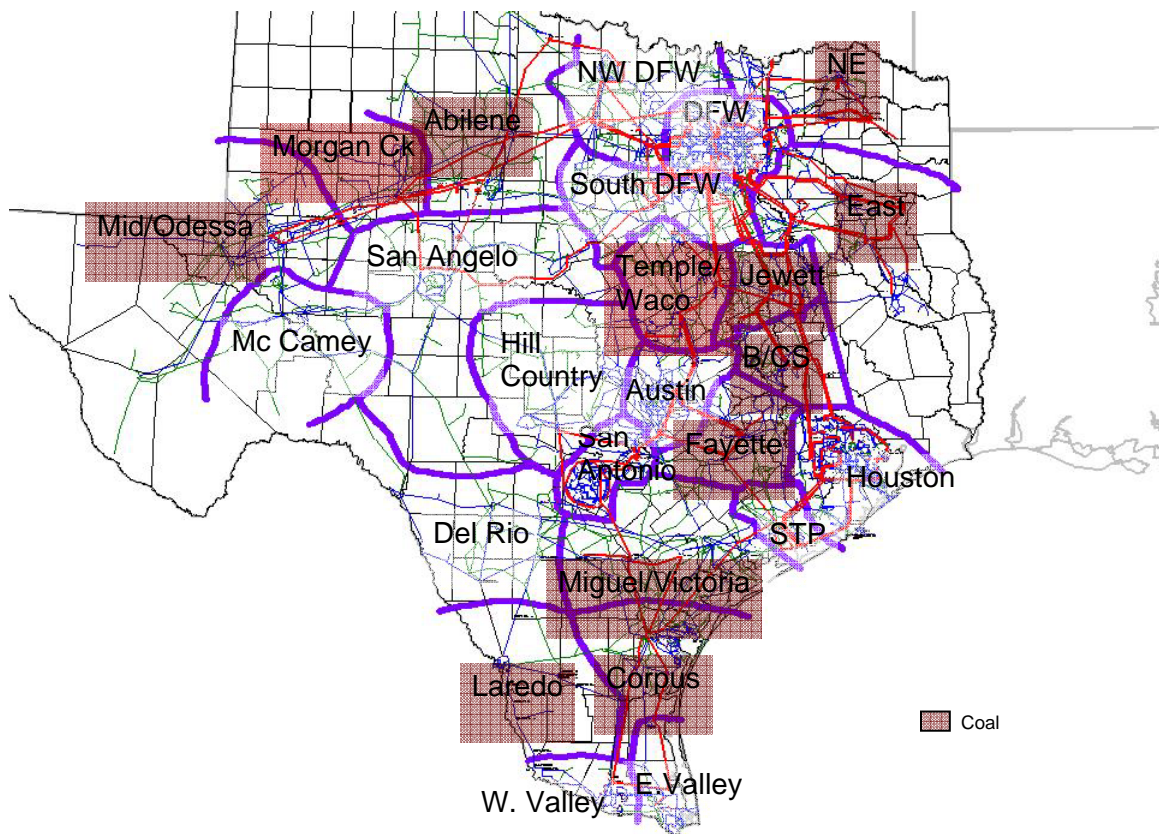 NW DFW
NE
DFW
Abilene
Morgan Ck
South DFW
East
Mid/Odessa
San Angelo
Temple/
Waco
Jewett
Mc Camey
Hill
Country
B/CS
Austin
San
Antonio
Fayette
Houston
Del Rio
STP
Miguel/Victoria
Laredo
Corpus
Coal
W. Valley
E.Valley